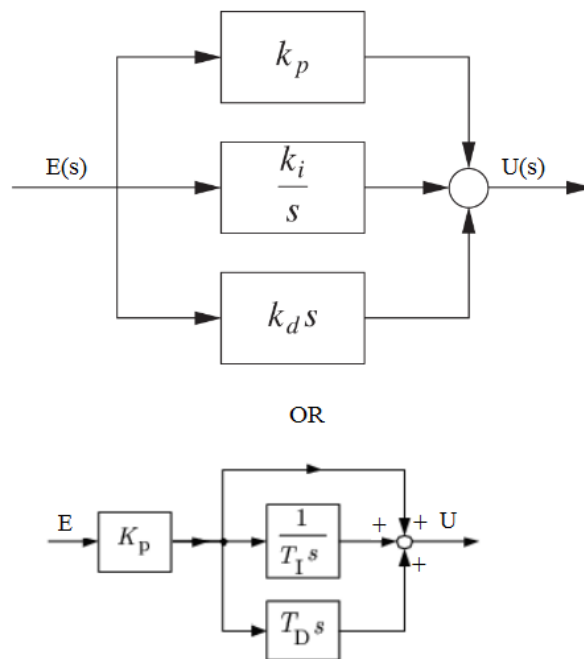 k_p
E(s)
k_i
s
U(s)
k_d s
OR
E
K_p
1
T_I s
+
+
U
+
T_D s